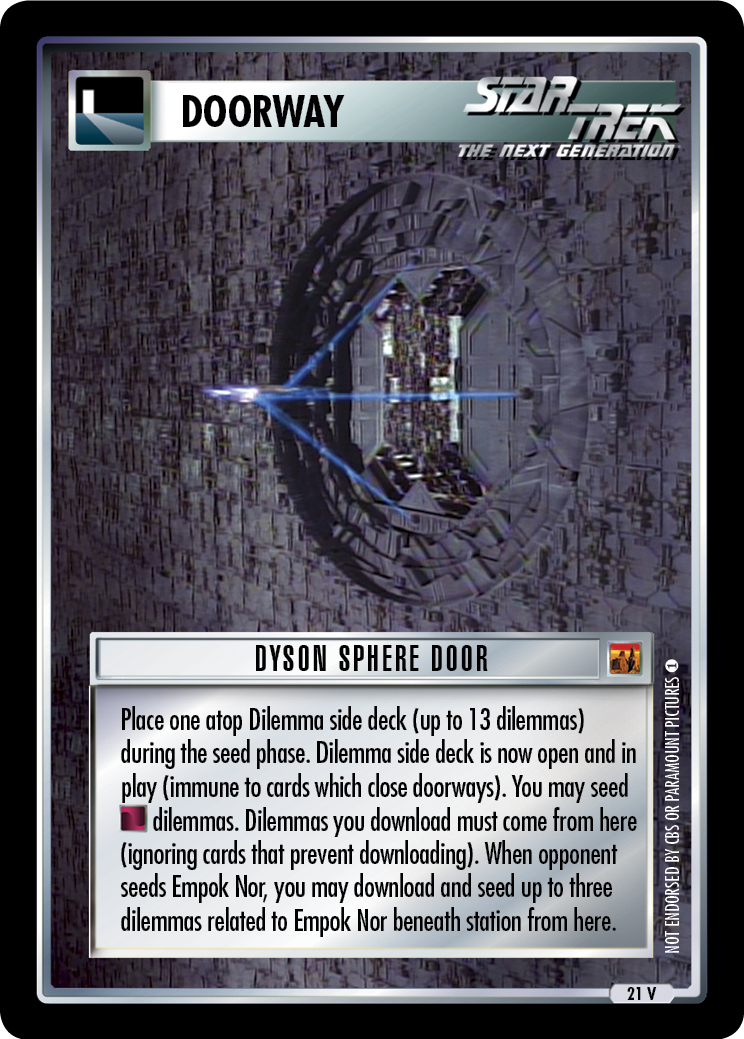 DOORWAY
STAR TREK
THE NEXT GENERATION
DYSON SPHERE DOOR
Place one atop Dilemma side deck (up to 13 dilemmas)
during the seed phase. Dilemma side deck is now open and in
play (immune to cards which close doorways). You may seed
dilemmas. Dilemmas you download must come from here
(ignoring cards that prevent downloading). When opponent
seeds Empok Nor, you may download and seed up to three
dilemmas related to Empok Nor beneath station from here.
NOT ENDORSED BY CBS OR PARAMOUNT PICTURES 1
21 V